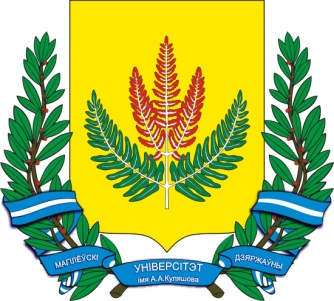 МАГІЛЁЎСКІ
ДЗЯРЖАЎНЫ
УНІВЕРСІТЭТ
імя А.А.Куляшова